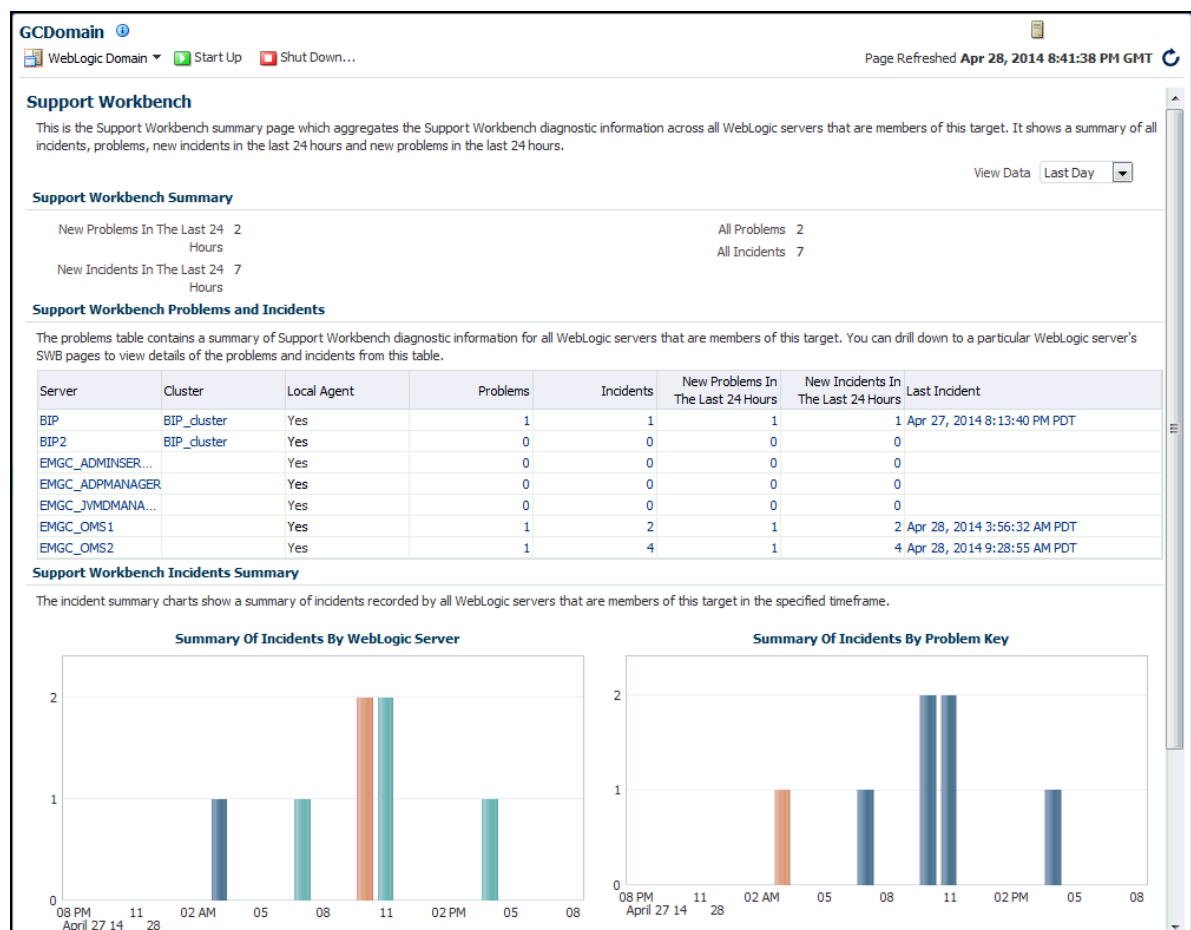 GCDomain
WebLogic Domain Start Up Shut Down...
Page Refreshed Apr 28, 2014 8:41:38 PM GMT
Support Workbench
This is the Support Workbench summary page which aggregates the Support Workbench diagnostic information across all WebLogic servers that are members of this target. It shows a summary of all
incidents, problems, new incidents in the last 24 hours and new problems in the last 24 hours.
View Data Last Day
Support Workbench Summary
New Problems In The Last 24 2
Hours
New Incidents In The Last 24 7
Hours
All Problems 2
All Incidents 7
Support Workbench Problems and Incidents
The problems table contains a summary of Support Workbench diagnostic information for all WebLogic servers that are members of this target. You can drill down to a particular WebLogic server's
SWB pages to view details of the problems and incidents from this table.
Server Cluster Local Agent Problems Incidents New Problems In The Last 24 Hours New Incidents In The Last 24 Hours Last Incident
BIP BIP_cluster Yes 1 1 1 1 Apr 27, 2014 8:13:40 PM PDT
BIP2 BIP_cluster Yes 0 0 0 0
EMGC_ADMINSER... Yes 0 0 0 0
EMGC_ADPMANAGER Yes 0 0 0 0
EMGC_JVMDMANA... Yes 0 0 0 0
EMGC_OMS1 Yes 1 2 1 2 Apr 28, 2014 3:56:32 AM PDT
EMGC_OMS2 Yes 1 4 1 4 Apr 28, 2014 9:28:55 AM PDT
Support Workbench Incidents Summary
The incident summary charts show a summary of incidents recorded by all WebLogic servers that are members of this target in the specified timeframe.
Summary Of Incidents By WebLogic Server
2
1
0
08 PM 11 02 AM 05 08 11 02 PM 05 08
April 27 14 28
Summary Of Incidents By Problem Key
2
1
0
08 PM 11 02 AM 05 08 11 02 PM 05 08
April 27 14 28